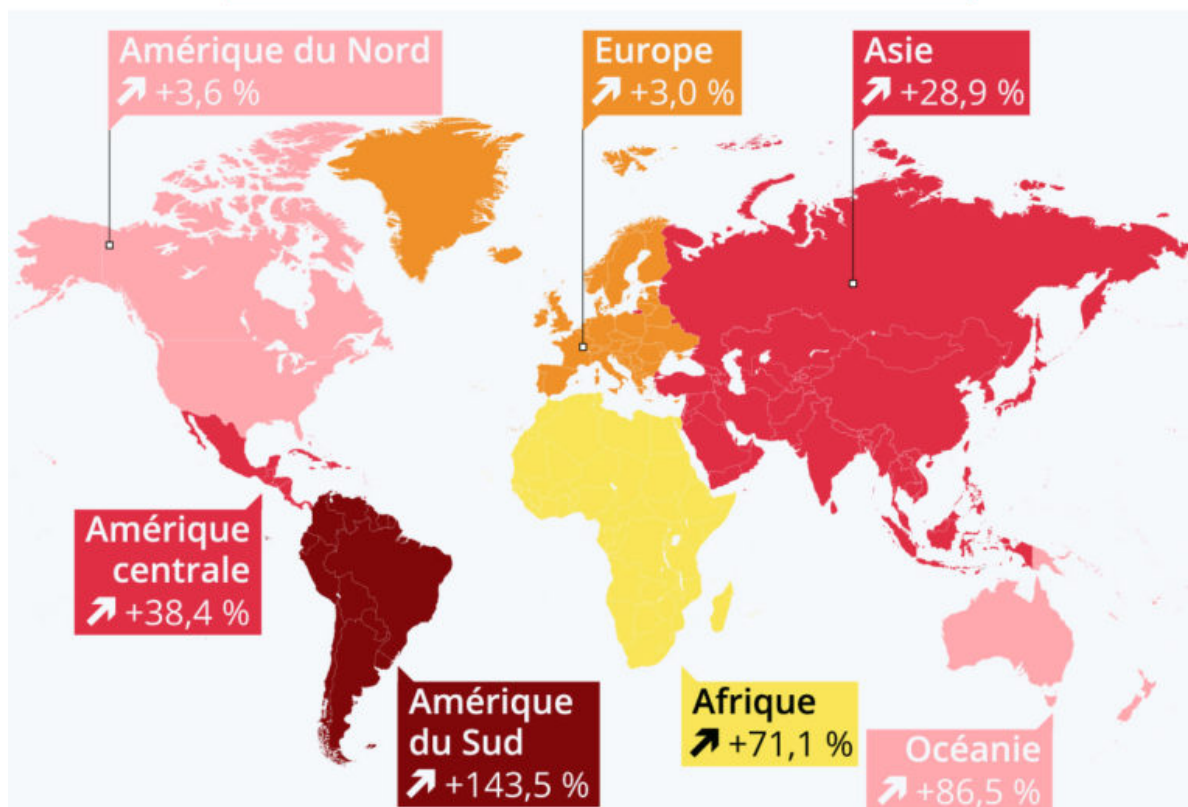 Amérique du Nord
+3,6 %
Europe
+3,0 %
Asie
+28,9 %
Amérique
centrale
+38,4 %
Amérique
du Sud
+143,5 %
Afrique
+71,1 %
Océanie
+86,5 %